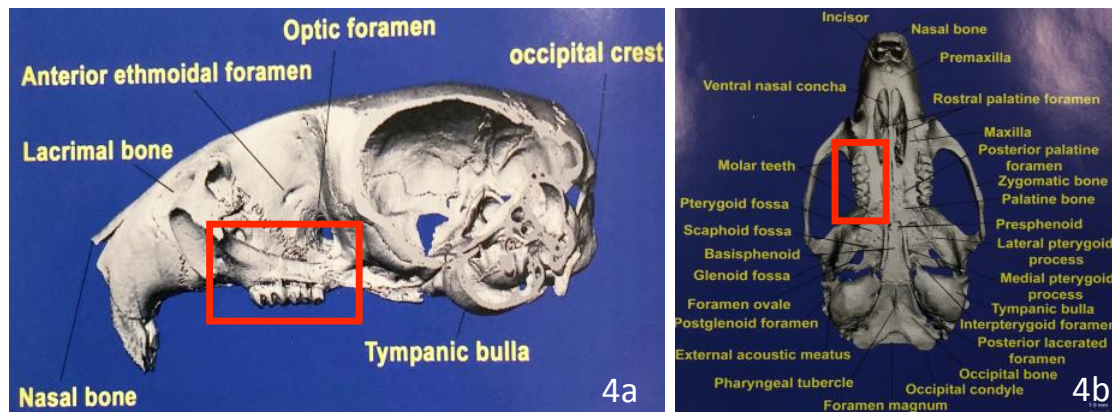 Optic foramen
Anterior ethmoidal foramen
occipital crest
Lacrimal bone
Tympanic bulla
Nasal bone
4a
Incisor
Nasal bone
Premaxilla
Ventral nasal concha
Rostral palatine foramen
Maxilla
Molar teeth
Posterior palatine
foramen
Zygomatic bone
Palatine bone
Pterygoid fossa
Presphenoid
Scaphoid fossa
Lateral pterygoid
process
Basisphenoid
Glenoid fossa
Medial pterygoid
process
Foramen ovale
Tympanic bulla
Postglenoid foramen
Interpterygoid foramen
Posterior lacerated
foramen
External acoustic meatus
Occipital bone
Pharyngeal tubercle
Occipital condyle
Foramen magnum
4b